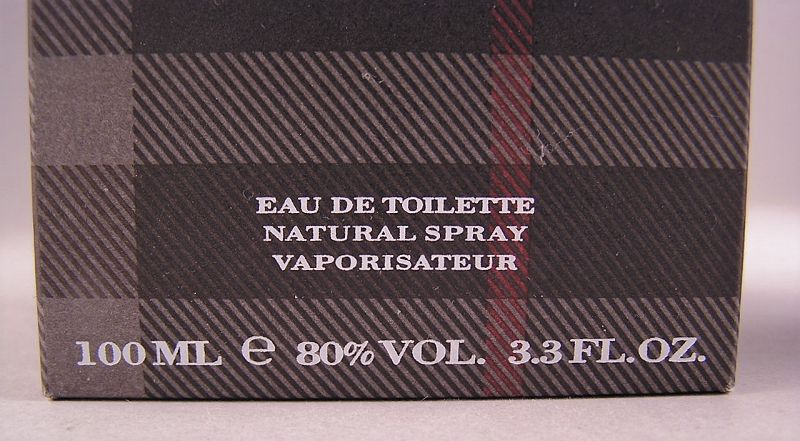 EAU DE TOILETTE
NATURAL SPRAY
VAPORISATEUR
100 ML ℮ 80% VOL. 3.3 FL. OZ.